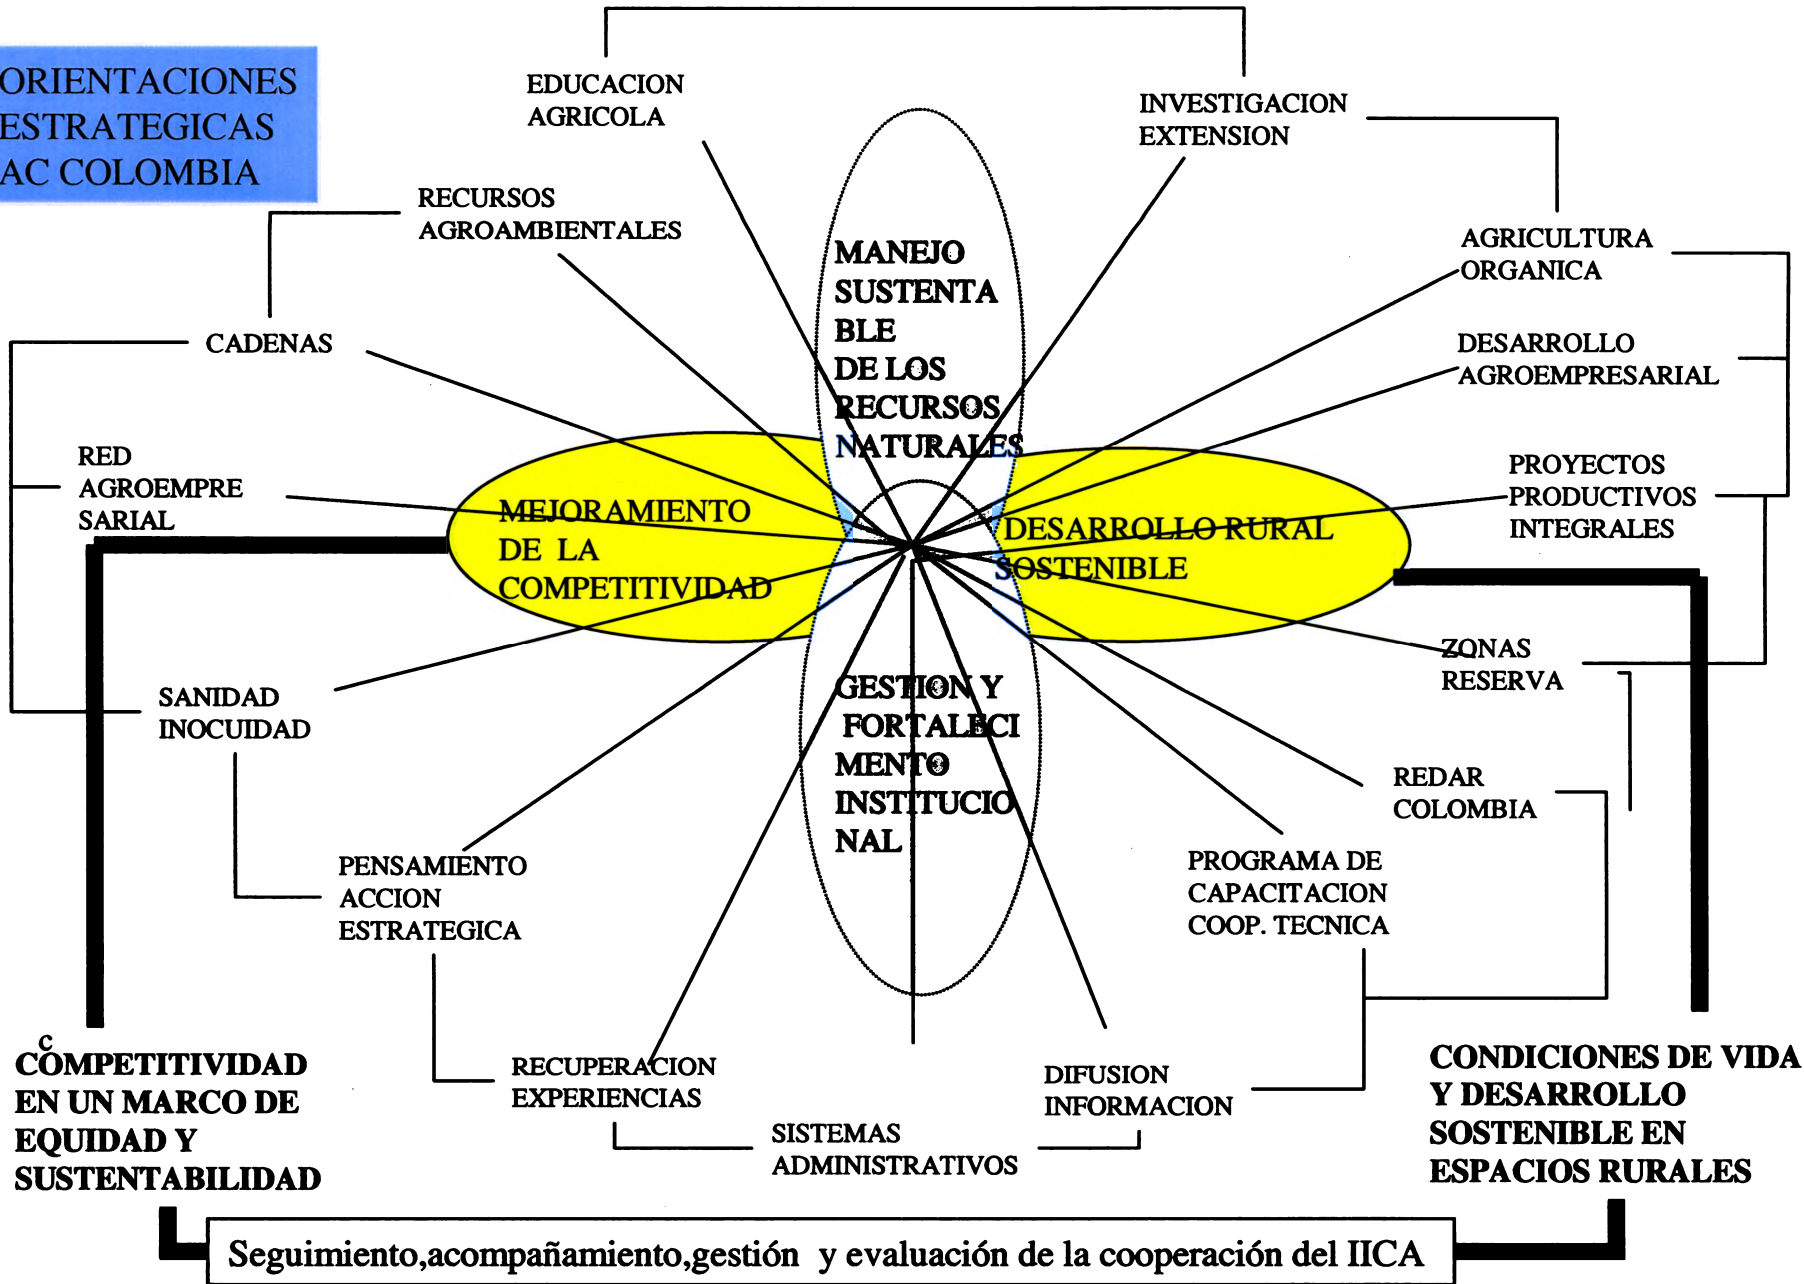 ORIENTACIONES
ESTRATEGICAS
AC COLOMBIA
EDUCACION
AGRICOLA
INVESTIGACION
EXTENSION
RECURSOS
AGROAMBIENTALES
AGRICULTURA
ORGANICA
CADENAS
DESARROLLO
AGROEMPRESARIAL
RED
AGROEMPRE
SARIAL
PROYECTOS
PRODUCTIVOS
INTEGRALES
MANEJO
SUSTENTA
BLE
DE LOS
RECURSOS
NATURALES
MEJORAMIENTO
DE LA
COMPETITIVIDAD
DESARROLLO RURAL
SOSTENIBLE
GESTION Y
FORTALECI
MENTO
INSTITUCIO
NAL
SANIDAD
INOCUIDAD
ZONAS
RESERVA
REDAR
COLOMBIA
PENSAMIENTO
ACCION
ESTRATEGICA
PROGRAMA DE
CAPACITACION
COOP. TECNICA
RECUPERACION
EXPERIENCIAS
DIFUSION
INFORMACION
SISTEMAS
ADMINISTRATIVOS
c
COMPETITIVIDAD
EN UN MARCO DE
EQUIDAD Y
SUSTENTABILIDAD
CONDICIONES DE VIDA
Y DESARROLLO
SOSTENIBLE EN
ESPACIOS RURALES
Seguimiento,acompañamiento,gestión y evaluación de la cooperación del IICA